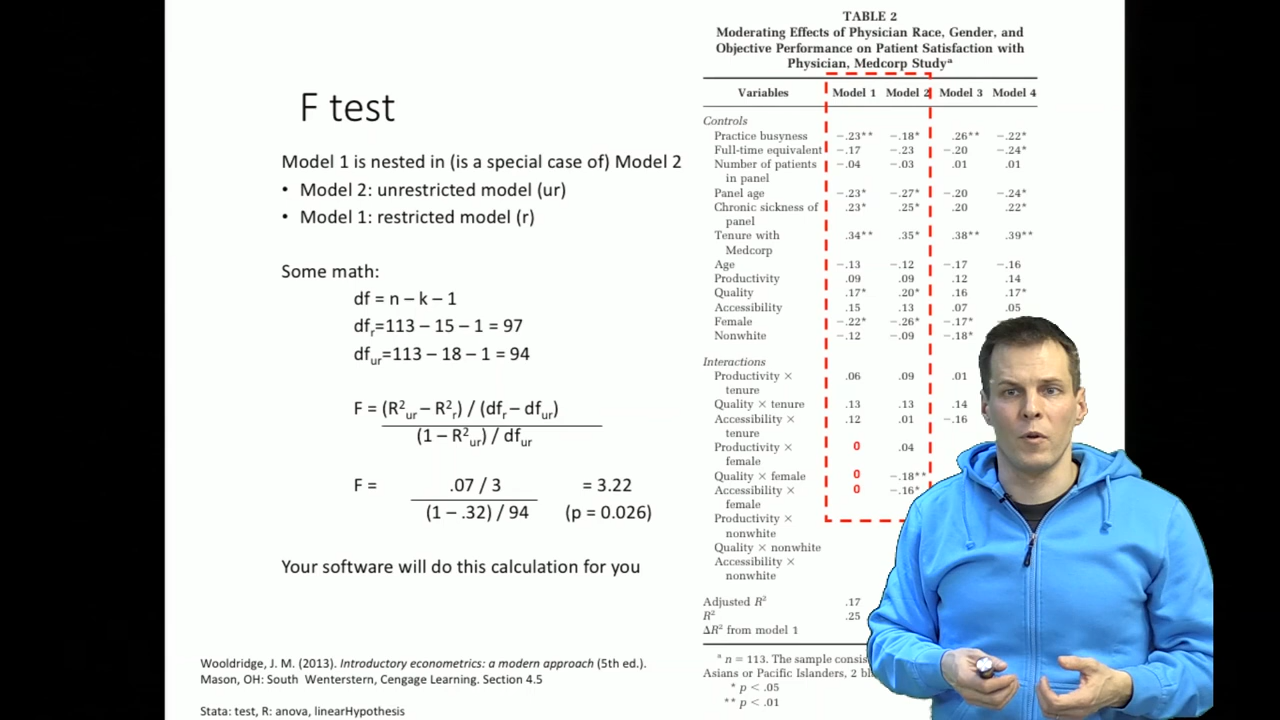 F test
Model 1 is nested in (is a special case of) Model 2
• Model 2: unrestricted model (ur)
• Model 1: restricted model (r)
Some math:
df = n – k – 1
dfr=113 – 15 – 1 = 97
dfur=113 – 18 – 1 = 94
F = (R²ur – R²r) / (dfr – dfur)
(1 – R²ur) / dfur
F = .07 / 3 = 3.22
(1 – .32) / 94 (p = 0.026)
Your software will do this calculation for you
Wooldridge, J. M. (2013). Introductory econometrics: a modern approach (5th ed.).
Mason, OH: South Wenterstern, Cengage Learning. Section 4.5
Stata: test, R: anova, linearHypothesis
TABLE 2
Moderating Effects of Physician Race, Gender, and
Objective Performance on Patient Satisfaction with
Physician, Medcorp Studyᵃ
Variables Model 1 Model 2 Model 3 Model 4
Controls
Practice busyness –.23** –.18* .26** –.22*
Full-time equivalent –.17 –.23 –.20 –.24*
Number of patients –.04 –.03 .01 .01
in panel
Panel age –.23* –.27* –.20 –.24*
Chronic sickness of .23* .25* .20 .22*
panel
Tenure with .34** .35* .38** .39**
Medcorp
Age –.13 –.12 –.17 –.16
Productivity .09 .09 .12 .14
Quality .17* .20* .16 .17*
Accessibility .15 .13 .07 .05
Female –.22* –.26* –.17*
Nonwhite –.12 –.09 –.18*
Interactions
Productivity × .06 .09 .01
tenure
Quality × tenure .13 .13 .14
Accessibility × .12 .01 –.16
tenure
Productivity × 0 .04
female
Quality × female 0 –.18**
Accessibility × 0 –.16*
female
Productivity ×
nonwhite
Quality × nonwhite
Accessibility ×
nonwhite
Adjusted R² .17
R² .25
ΔR² from model 1
ᵃ n = 113. The sample
Asians or Pacific Islanders, 2
* p < .05
** p < .01